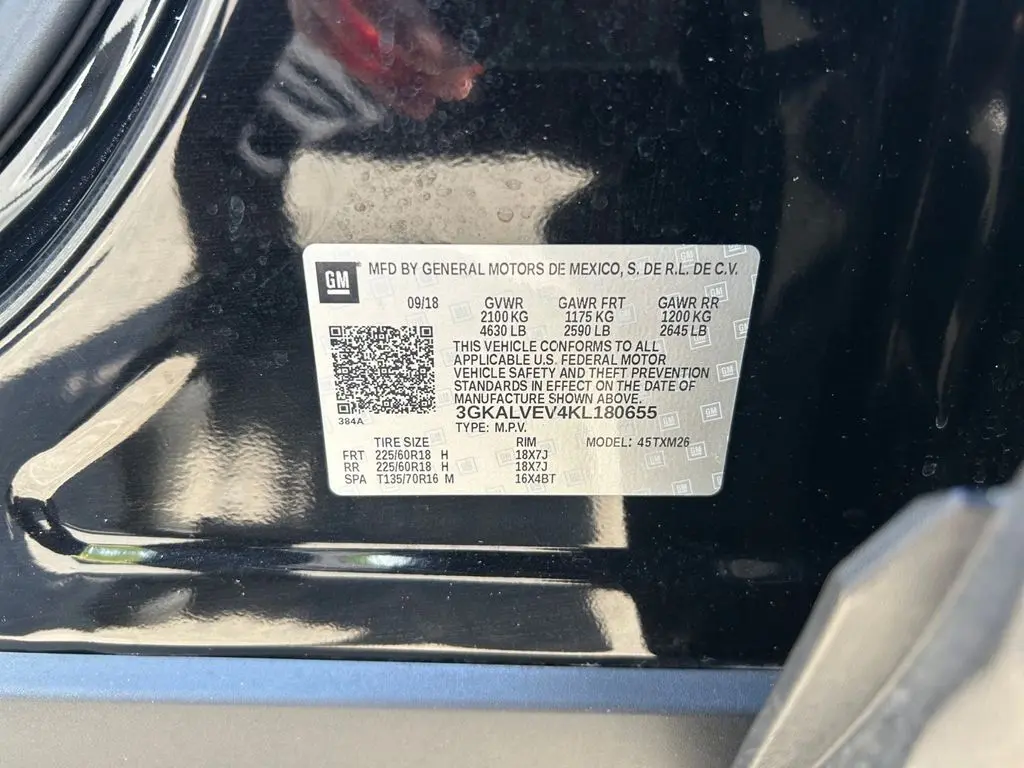 GM MFD BY GENERAL MOTORS DE MEXICO, S. DE R.L. DE C.V.
09/18 GVWR GAWR FRT GAWR RR
2100 KG 1175 KG 1200 KG
4630 LB 2590 LB 2645 LB
THIS VEHICLE CONFORMS TO ALL
APPLICABLE U.S. FEDERAL MOTOR
VEHICLE SAFETY AND THEFT PREVENTION
STANDARDS IN EFFECT ON THE DATE OF
MANUFACTURE SHOWN ABOVE.
3GKALVEV4KL180655
384A
TYPE: M.P.V.
TIRE SIZE RIM MODEL: 45TXM26
FRT 225/60R18 H 18X7J
RR 225/60R18 H 18X7J
SPA T135/70R16 M 16X4BT